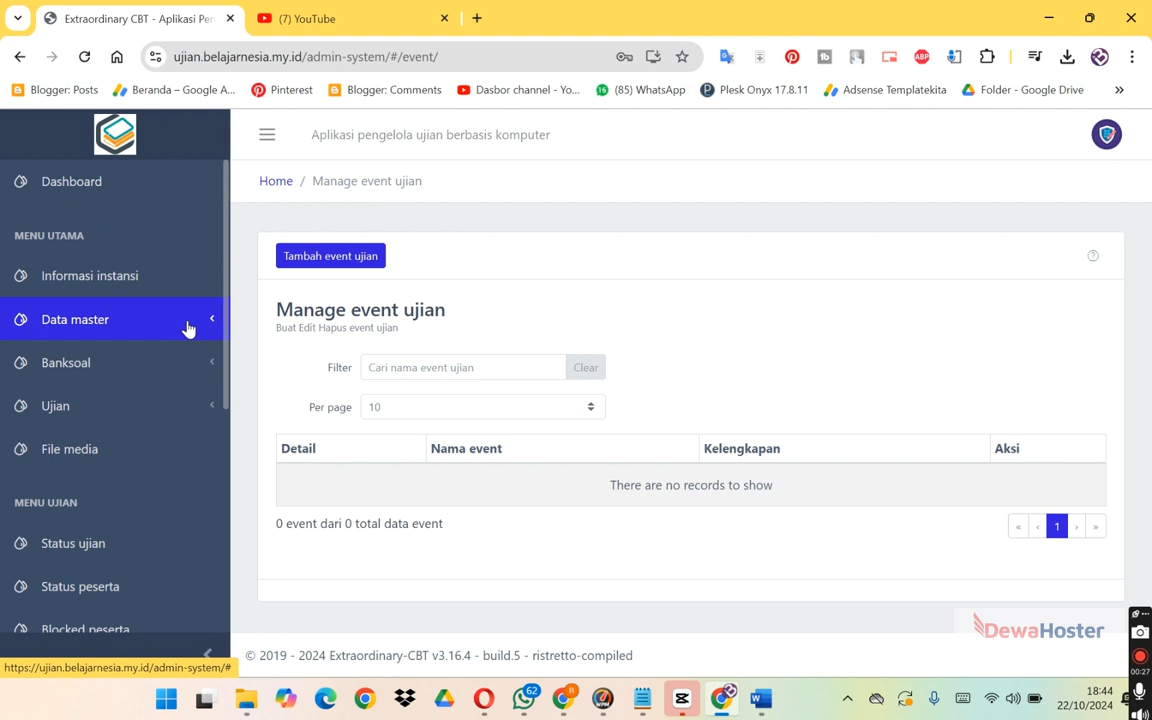 Extraordinary CBT - Aplikasi Pen
(7) YouTube
ujian.belajarnesia.my.id/admin-system/#/event/
Blogger: Posts
Beranda – Google A...
Pinterest
Blogger: Comments
Dasbor channel - Yo...
(85) WhatsApp
Plesk Onyx 17.8.11
Adsense Templatekita
Folder - Google Drive
Aplikasi pengelola ujian berbasis komputer
Home / Manage event ujian
Dashboard
MENU UTAMA
Informasi instansi
Data master
Banksoal
Ujian
File media
MENU UJIAN
Status ujian
Status peserta
Blocked peserta
https://ujian.belajarnesia.my.id/admin-system/#
Tambah event ujian
Manage event ujian
Buat Edit Hapus event ujian
Filter
Cari nama event ujian
Clear
Per page
10
Detail Nama event Kelengkapan Aksi
There are no records to show
0 event dari 0 total data event
« ‹ 1 › »
DewaHoster
© 2019 - 2024 Extraordinary-CBT v3.16.4 - build.5 - ristretto-compiled
00:27
62
18:44
22/10/2024